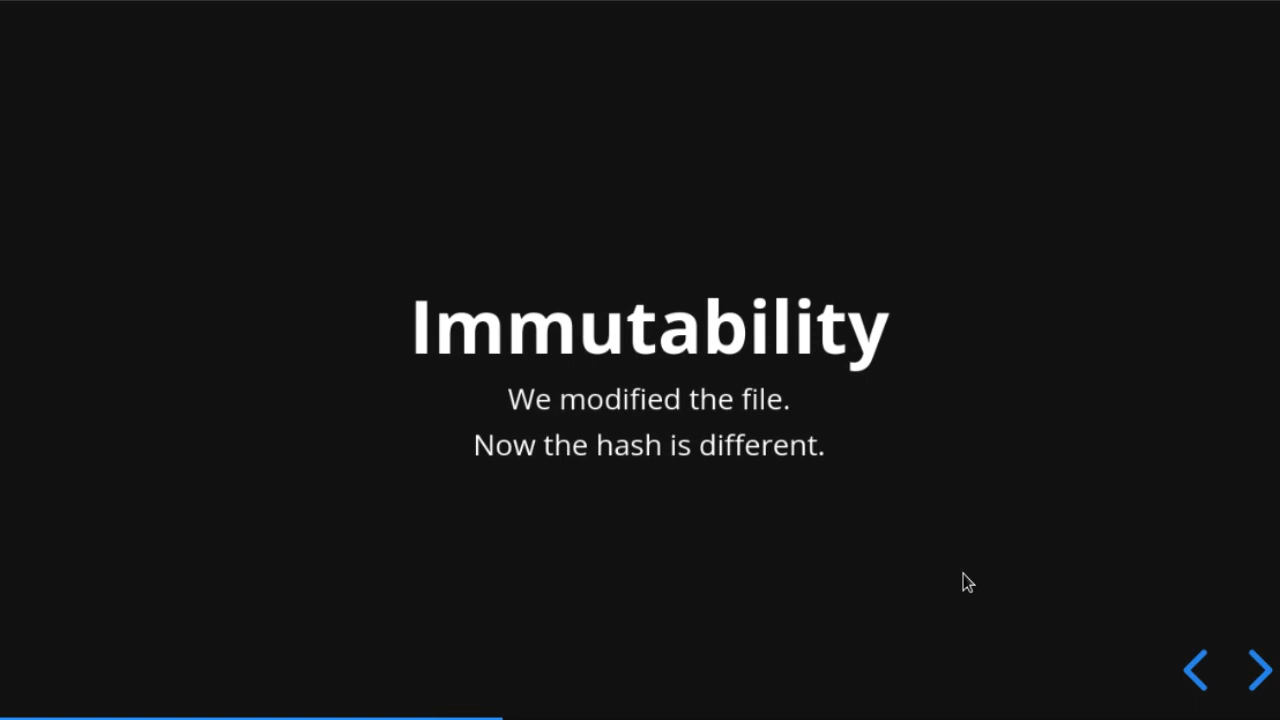 Immutability
We modified the file.
Now the hash is different.